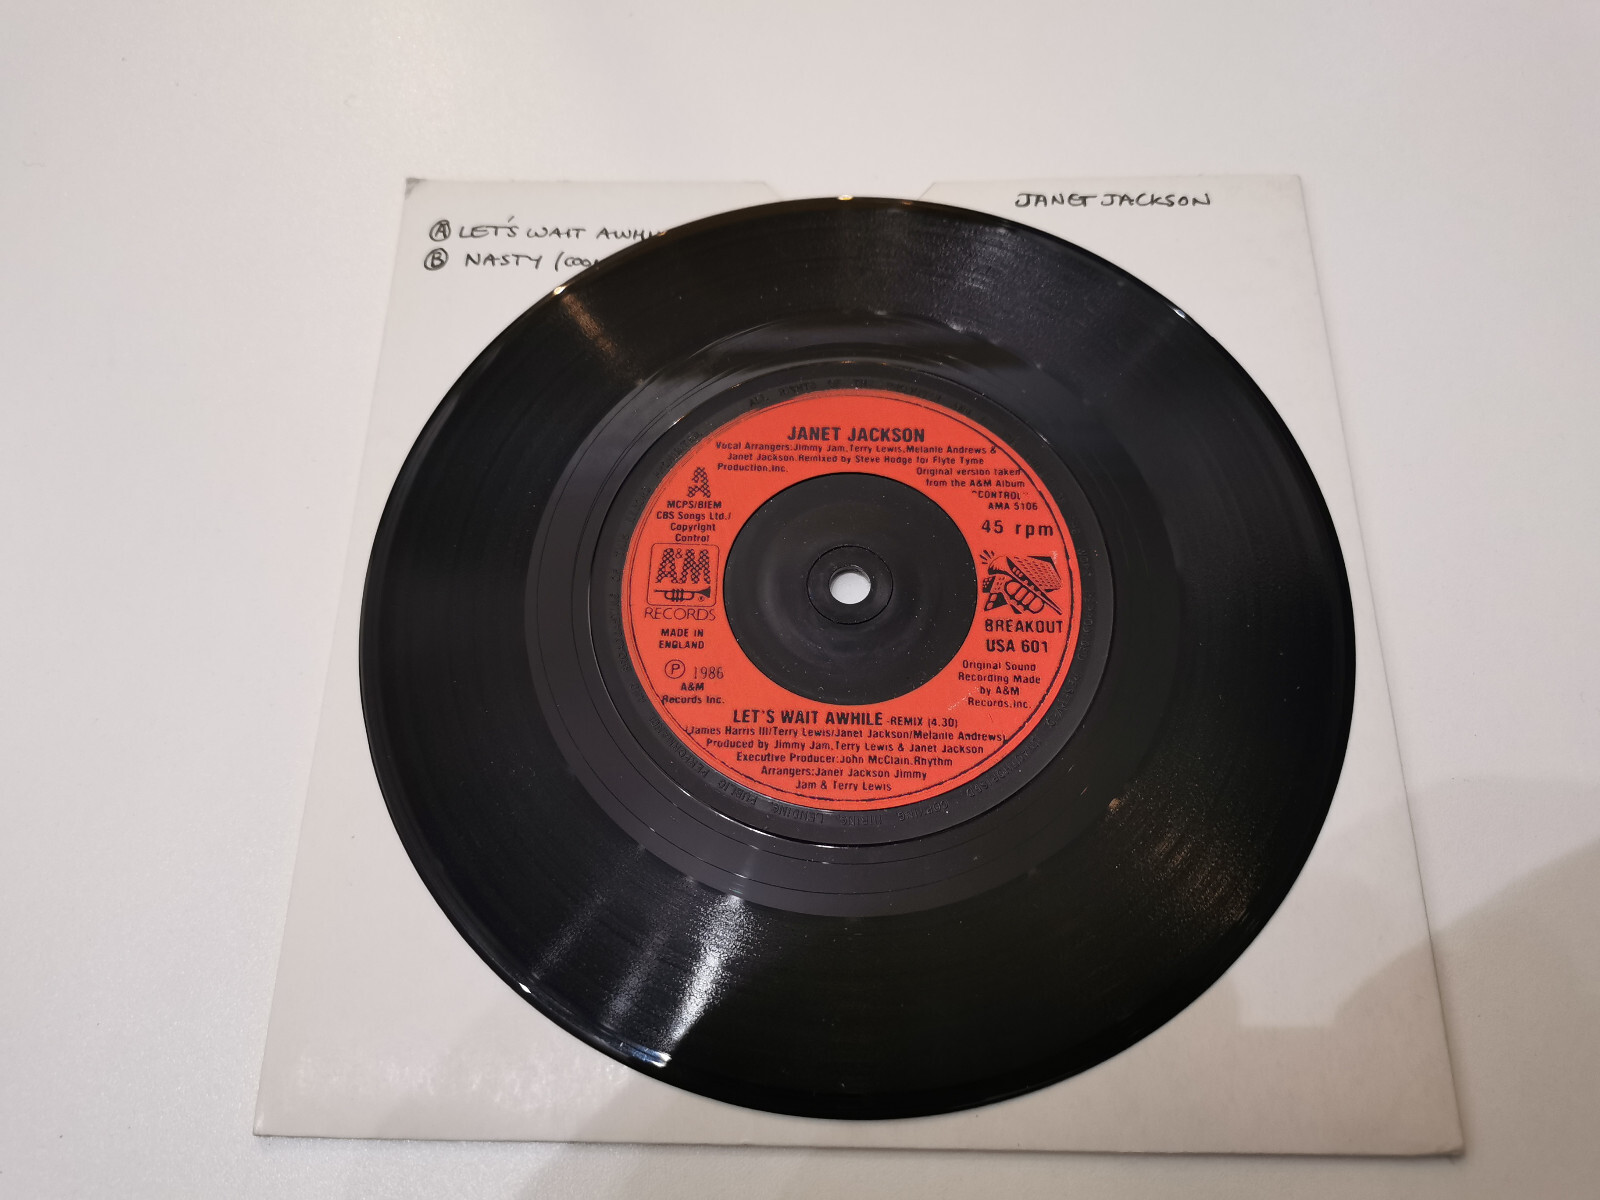 JANET JACKSON
Ⓐ LET'S WAIT
Ⓑ NASTY
JANET JACKSON
Vocal Arrangers:Jimmy Jam,Terry Lewis,Melanie Andrews &
Janet Jackson.Remixed by Steve Hodge for Flyte Tyme
Production,Inc.
Original version taken
from the A&M Album
"CONTROL"
AMA 5106
45 rpm
A
MCPS/BIEM
CBS Songs Ltd./
Copyright
Control
A&M
RECORDS
MADE IN
ENGLAND
Ⓟ 1986
A&M
Records Inc.
BREAKOUT
USA 601
Original Sound
Recording Made
by A&M
Records,Inc.
LET'S WAIT AWHILE -REMIX (4.30)
(James Harris III/Terry Lewis/Janet Jackson/Melanie Andrews)
Produced by Jimmy Jam,Terry Lewis & Janet Jackson
Executive Producer:John McClain.Rhythm
Arrangers:Janet Jackson Jimmy
Jam & Terry Lewis